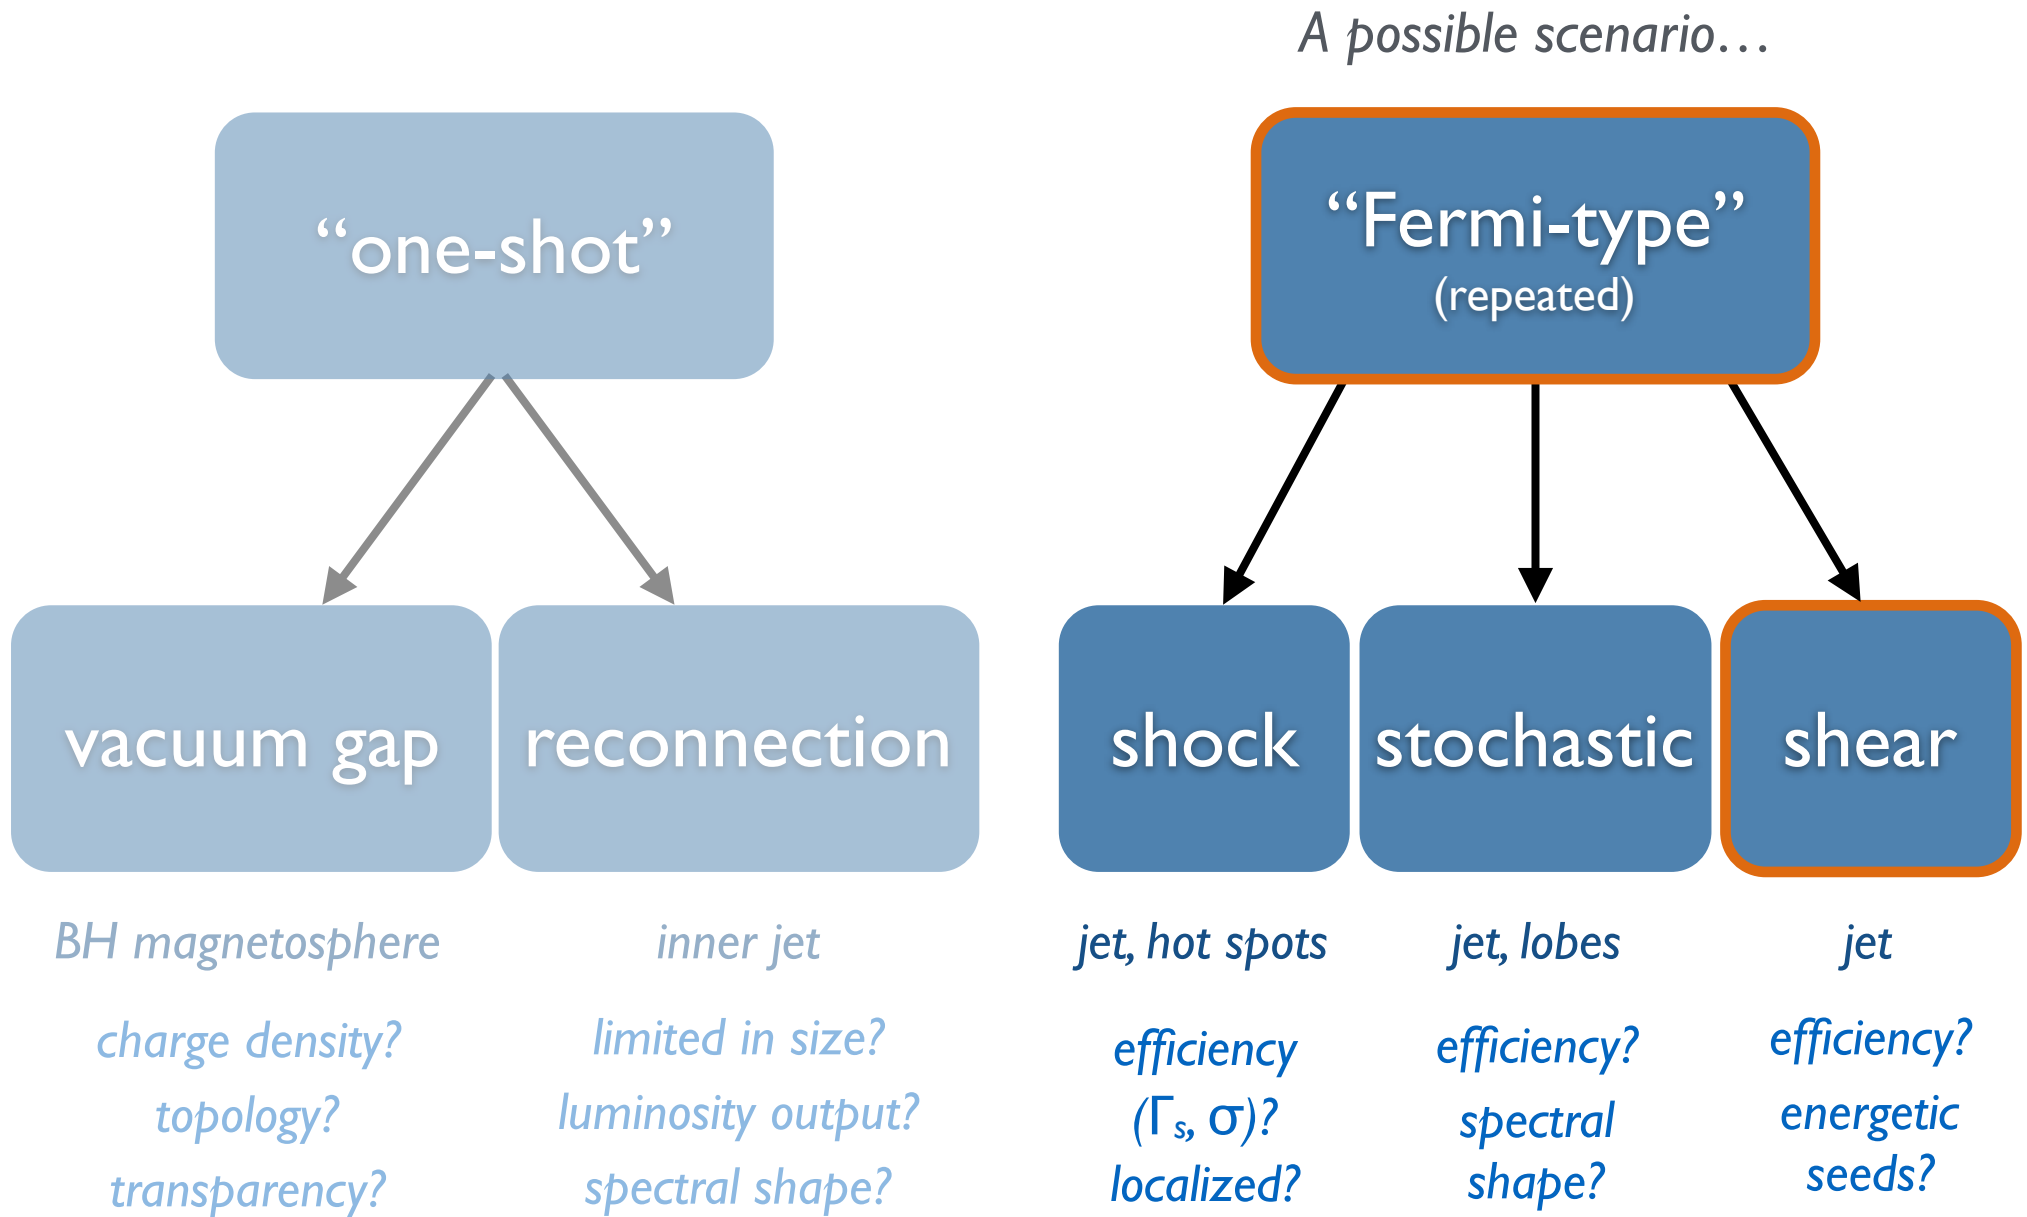 A possible scenario…
“one-shot”
“Fermi-type”
(repeated)
vacuum gap
reconnection
shock
stochastic
shear
BH magnetosphere
charge density?
topology?
transparency?
inner jet
limited in size?
luminosity output?
spectral shape?
jet, hot spots
efficiency
(Γs, σ)?
localized?
jet, lobes
efficiency?
spectral
shape?
jet
efficiency?
energetic
seeds?